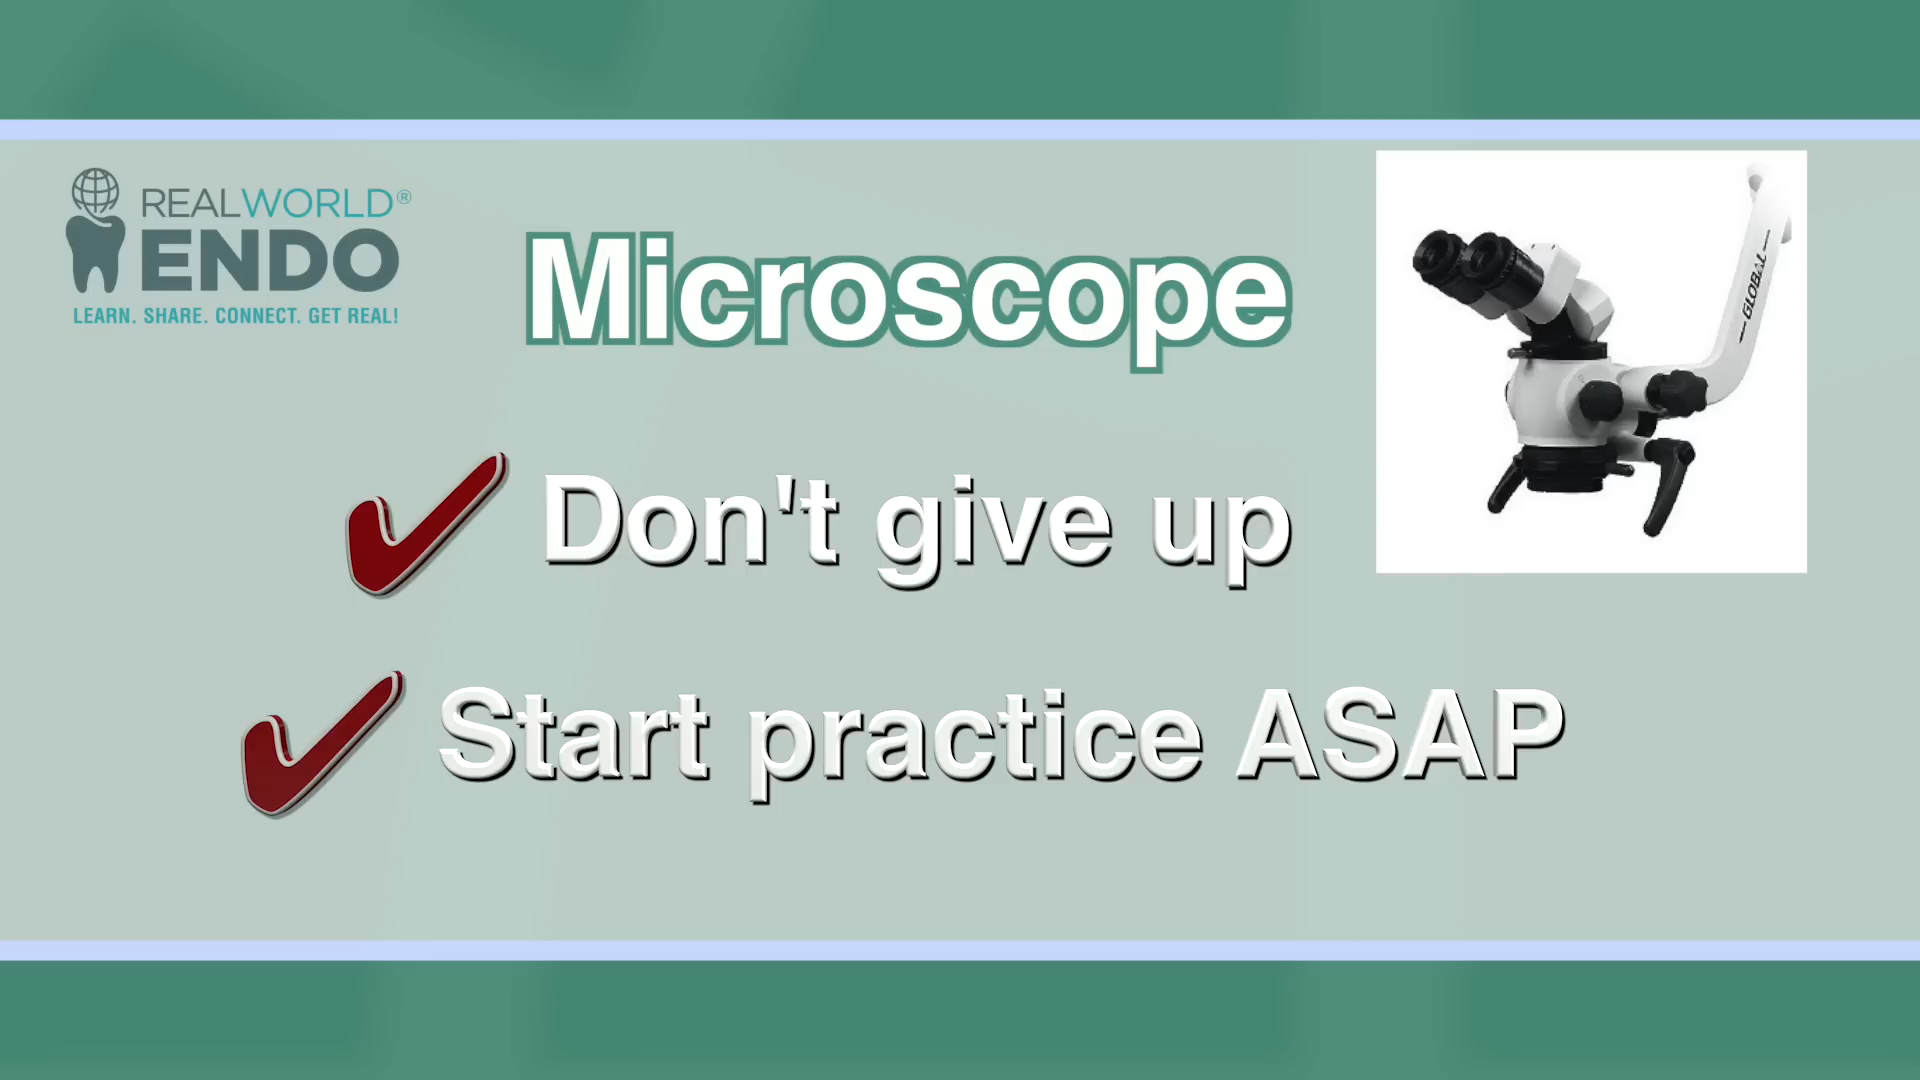 REALWORLD®
ENDO
LEARN. SHARE. CONNECT. GET REAL!
Microscope
GLOBAL
Don't give up
Start practice ASAP